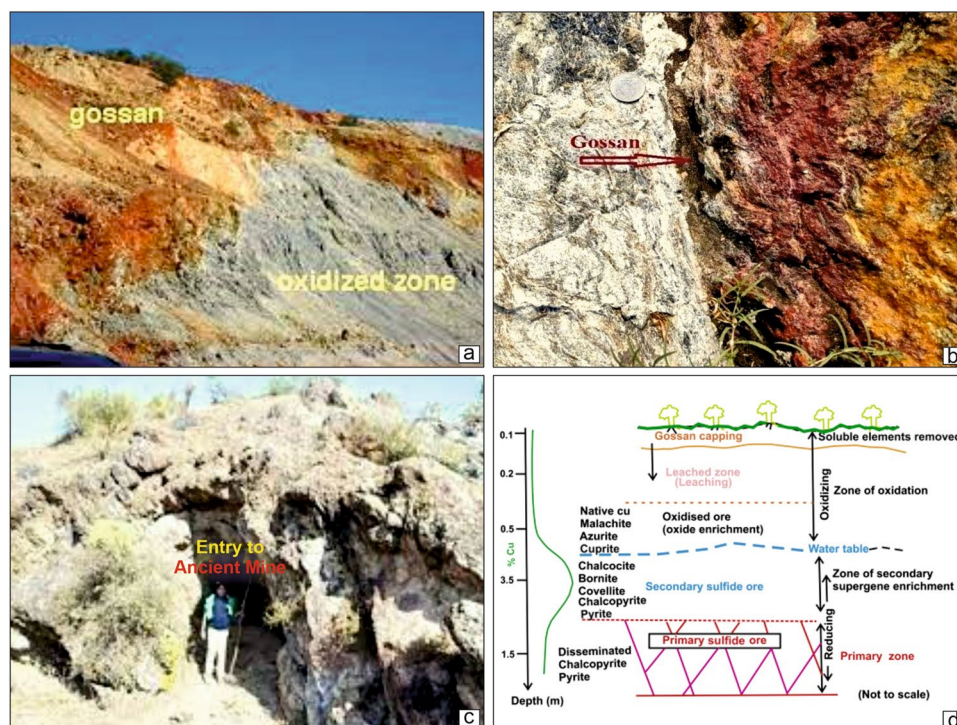 gossan
oxidized zone
a
Gossan
b
Entry to
Ancient Mine
c
0.1
0.2
0.5
3.5
1.5
% Cu
Depth (m)
Gossan capping
Soluble elements removed
Leached zone
(Leaching)
Oxidizing
Zone of oxidation
Native cu
Malachite
Azurite
Cuprite
Oxidised ore
(oxide enrichment)
Water table
Chalcocite
Bornite
Covellite
Chalcopyrite
Pyrite
Secondary sulfide ore
Zone of secondary
supergene enrichment
Primary sulfide ore
Reducing
Primary zone
Disseminated
Chalcopyrite
Pyrite
(Not to scale)
d